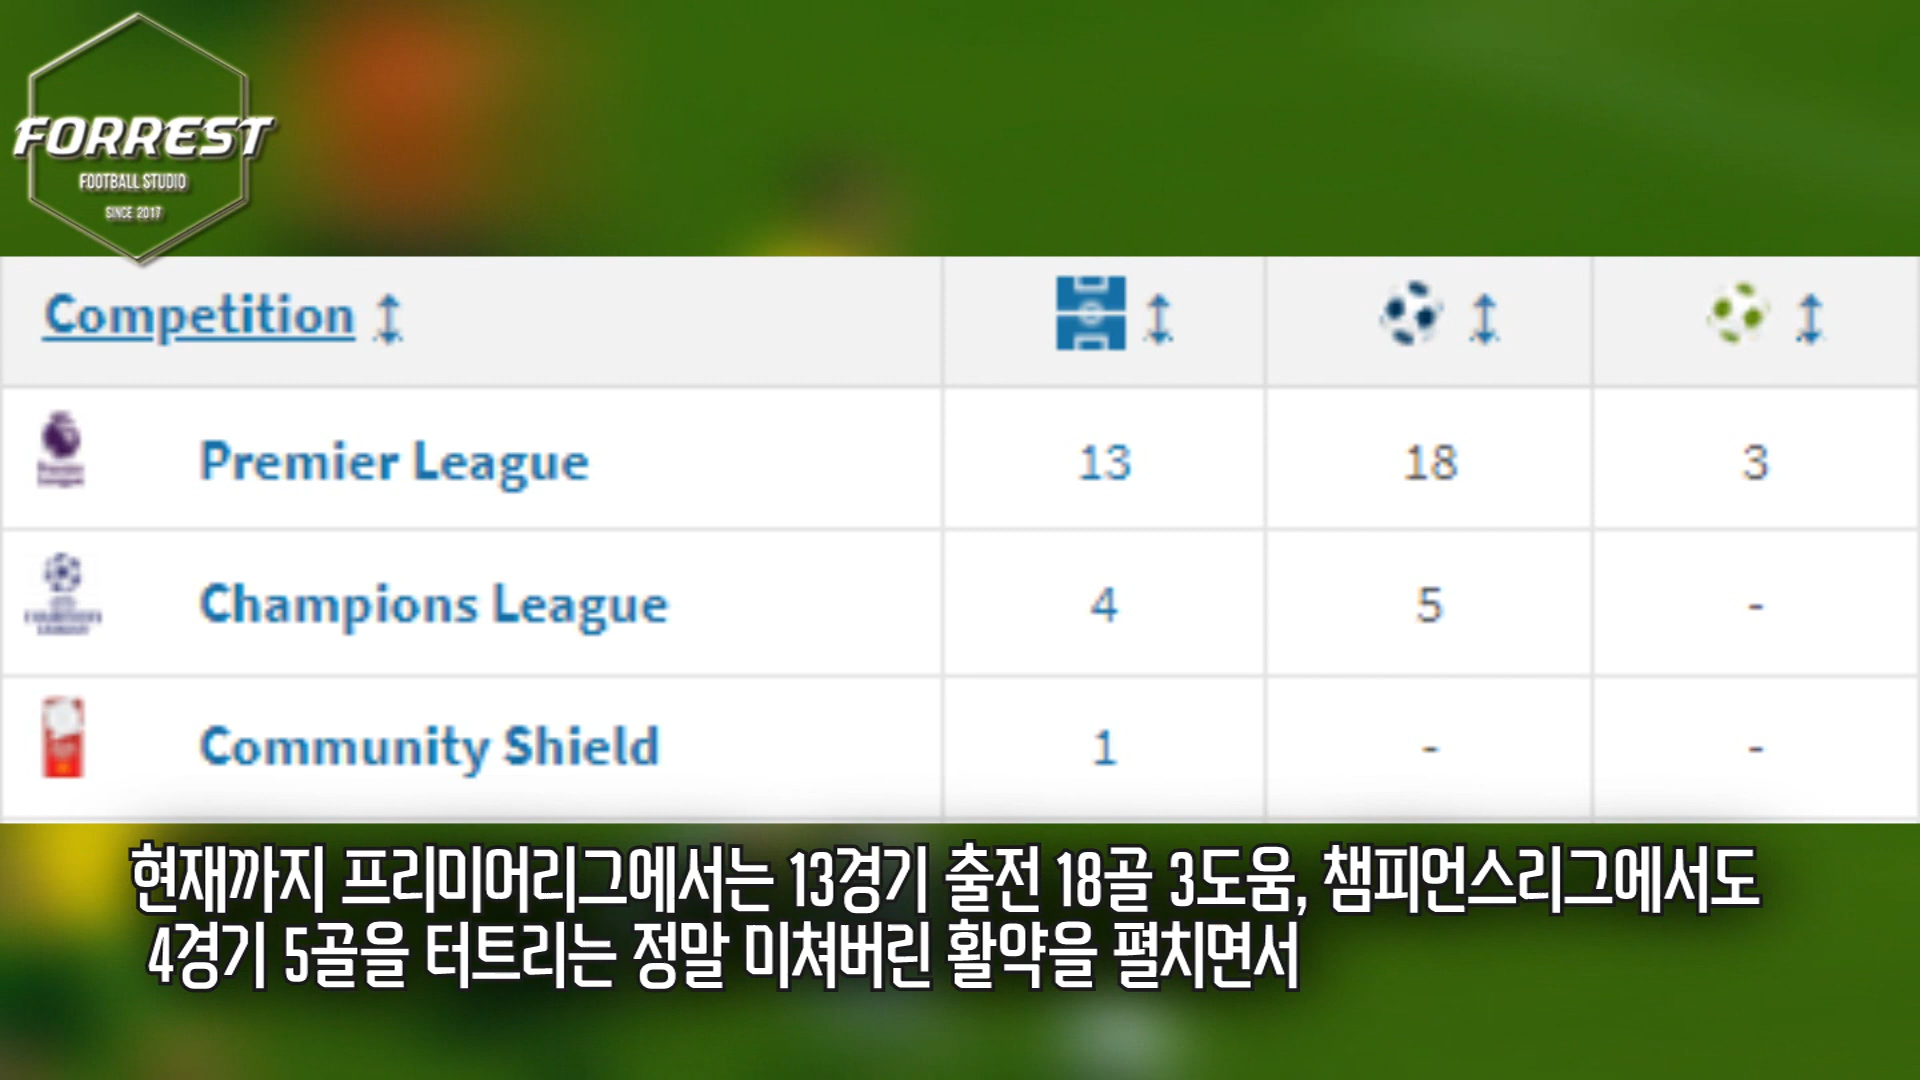 FORREST
FOOTBALL STUDIO
SINCE 2017
Competition
Premier League 13 18 3
Champions League 4 5 -
Community Shield 1 - -
현재까지 프리미어리그에서는 13경기 출전 18골 3도움, 챔피언스리그에서도
4경기 5골을 터트리는 정말 미쳐버린 활약을 펼치면서